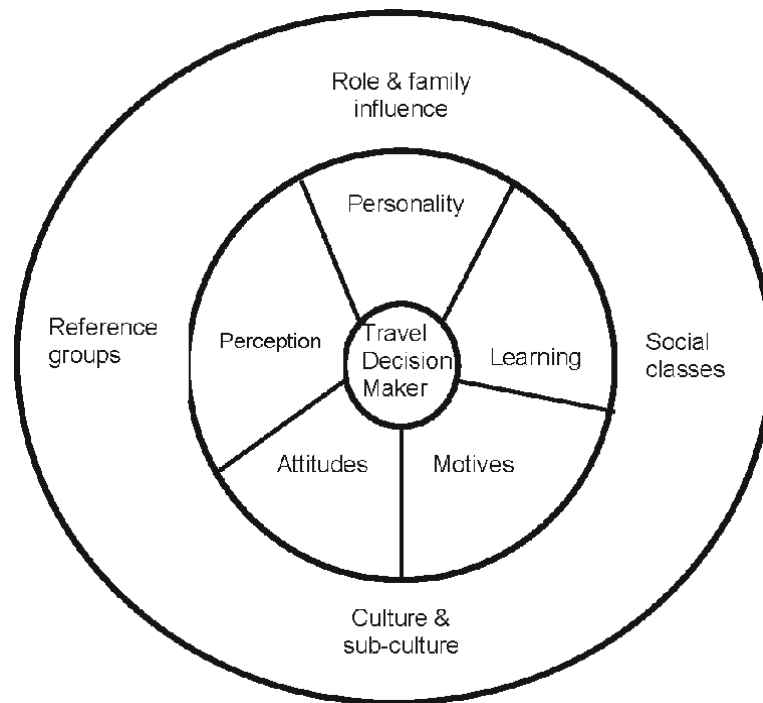 Role & family
influence
Personality
Reference
groups
Perception
Travel
Decision
Maker
Learning
Social
classes
Attitudes
Motives
Culture &
sub-culture